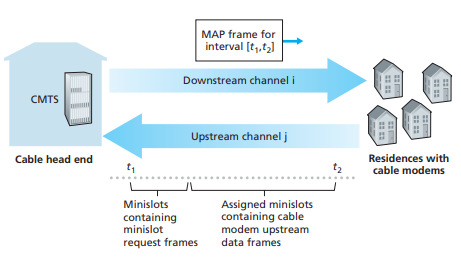 MAP frame for
interval [t₁,t₂]
Downstream channel i
CMTS
Upstream channel j
Cable head end
t₁
t₂
Residences with
cable modems
Minislots
containing
minislot
request frames
Assigned minislots
containing cable
modem upstream
data frames